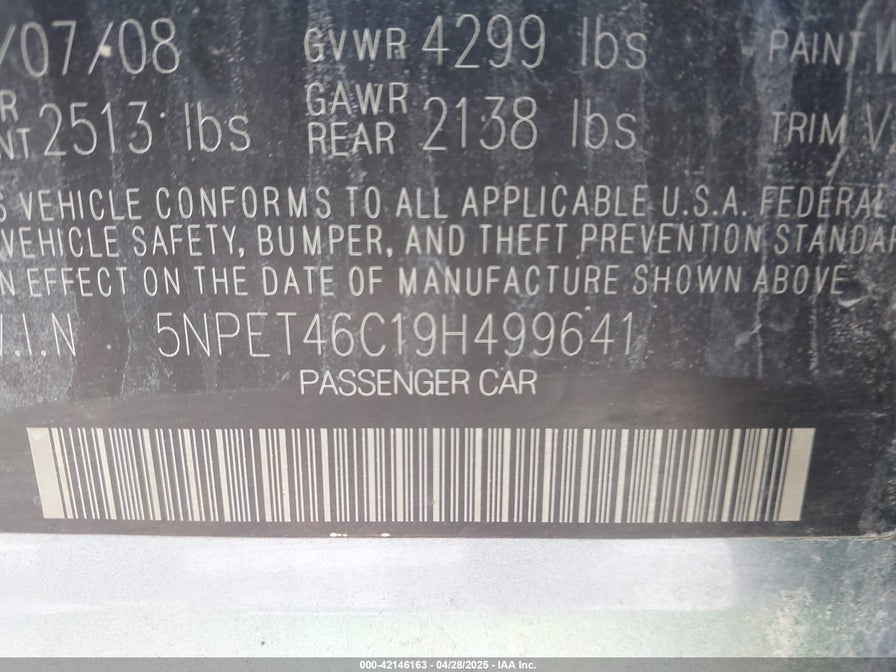 /07/08 GVWR 4299 lbs PAINT
R GAWR
NT 2513 lbs REAR 2138 lbs TRIM V
S VEHICLE CONFORMS TO ALL APPLICABLE U.S.A. FEDERAL
VEHICLE SAFETY, BUMPER, AND THEFT PREVENTION STANDA
N EFFECT ON THE DATE OF MANUFACTURE SHOWN ABOVE
.I.N 5NPET46C19H499641
PASSENGER CAR
000-42146163 - 04/28/2025 - IAA Inc.